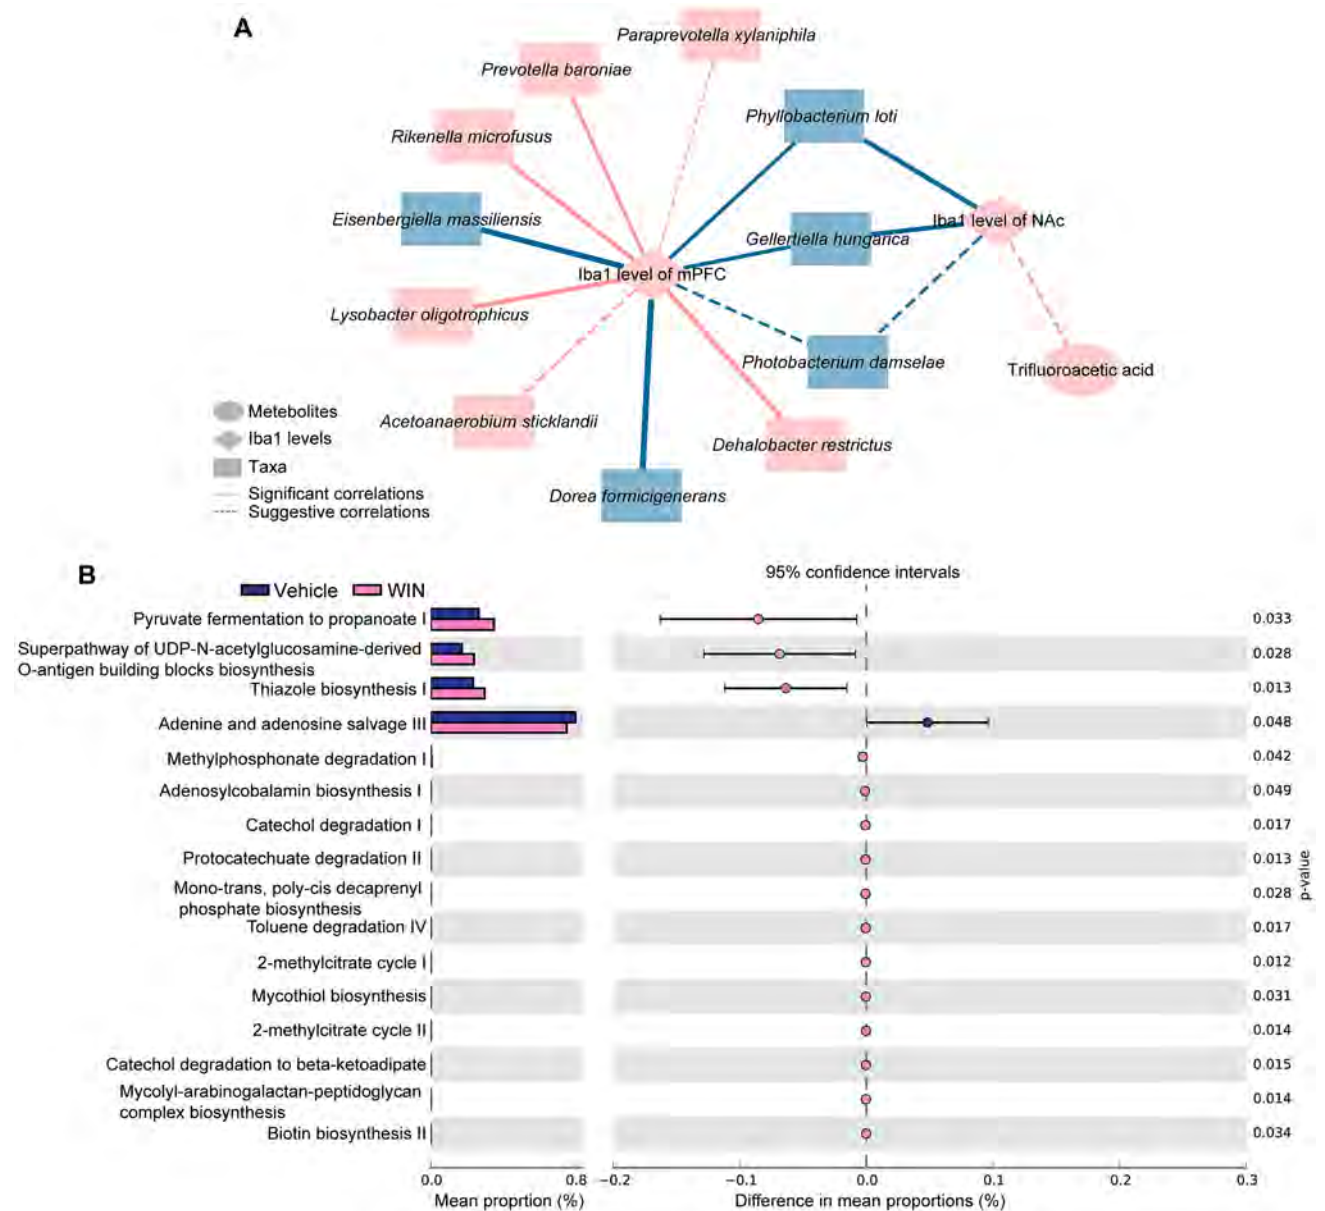 A
Paraprevotella xylaniphila
Prevotella baroniae
Phyllobacterium loti
Rikenella microfusus
Eisenbergiella massiliensis
Iba1 level of NAc
Gellertiella hungarica
Iba1 level of mPFC
Lysobacter oligotrophicus
Photobacterium damselae
Trifluoroacetic acid
Acetoanaerobium sticklandii
Dehalobacter restrictus
Dorea formicigenerans
Metebolites
Iba1 levels
Taxa
Significant correlations
Suggestive correlations
B
Vehicle WIN
95% confidence intervals
Pyruvate fermentation to propanoate I 0.033
Superpathway of UDP-N-acetylglucosamine-derived
O-antigen building blocks biosynthesis 0.028
Thiazole biosynthesis I 0.013
Adenine and adenosine salvage III 0.048
Methylphosphonate degradation I 0.042
Adenosylcobalamin biosynthesis I 0.049
Catechol degradation I 0.017
Protocatechuate degradation II 0.013
Mono-trans, poly-cis decaprenyl
phosphate biosynthesis 0.028
Toluene degradation IV 0.017
2-methylcitrate cycle I 0.012
Mycothiol biosynthesis 0.031
2-methylcitrate cycle II 0.014
Catechol degradation to beta-ketoadipate 0.015
Mycolyl-arabinogalactan-peptidoglycan
complex biosynthesis 0.014
Biotin biosynthesis II 0.034
p-value
0.0 0.8 −0.2 −0.1 0.0 0.1 0.2 0.3
Mean proprtion (%) Difference in mean proportions (%)